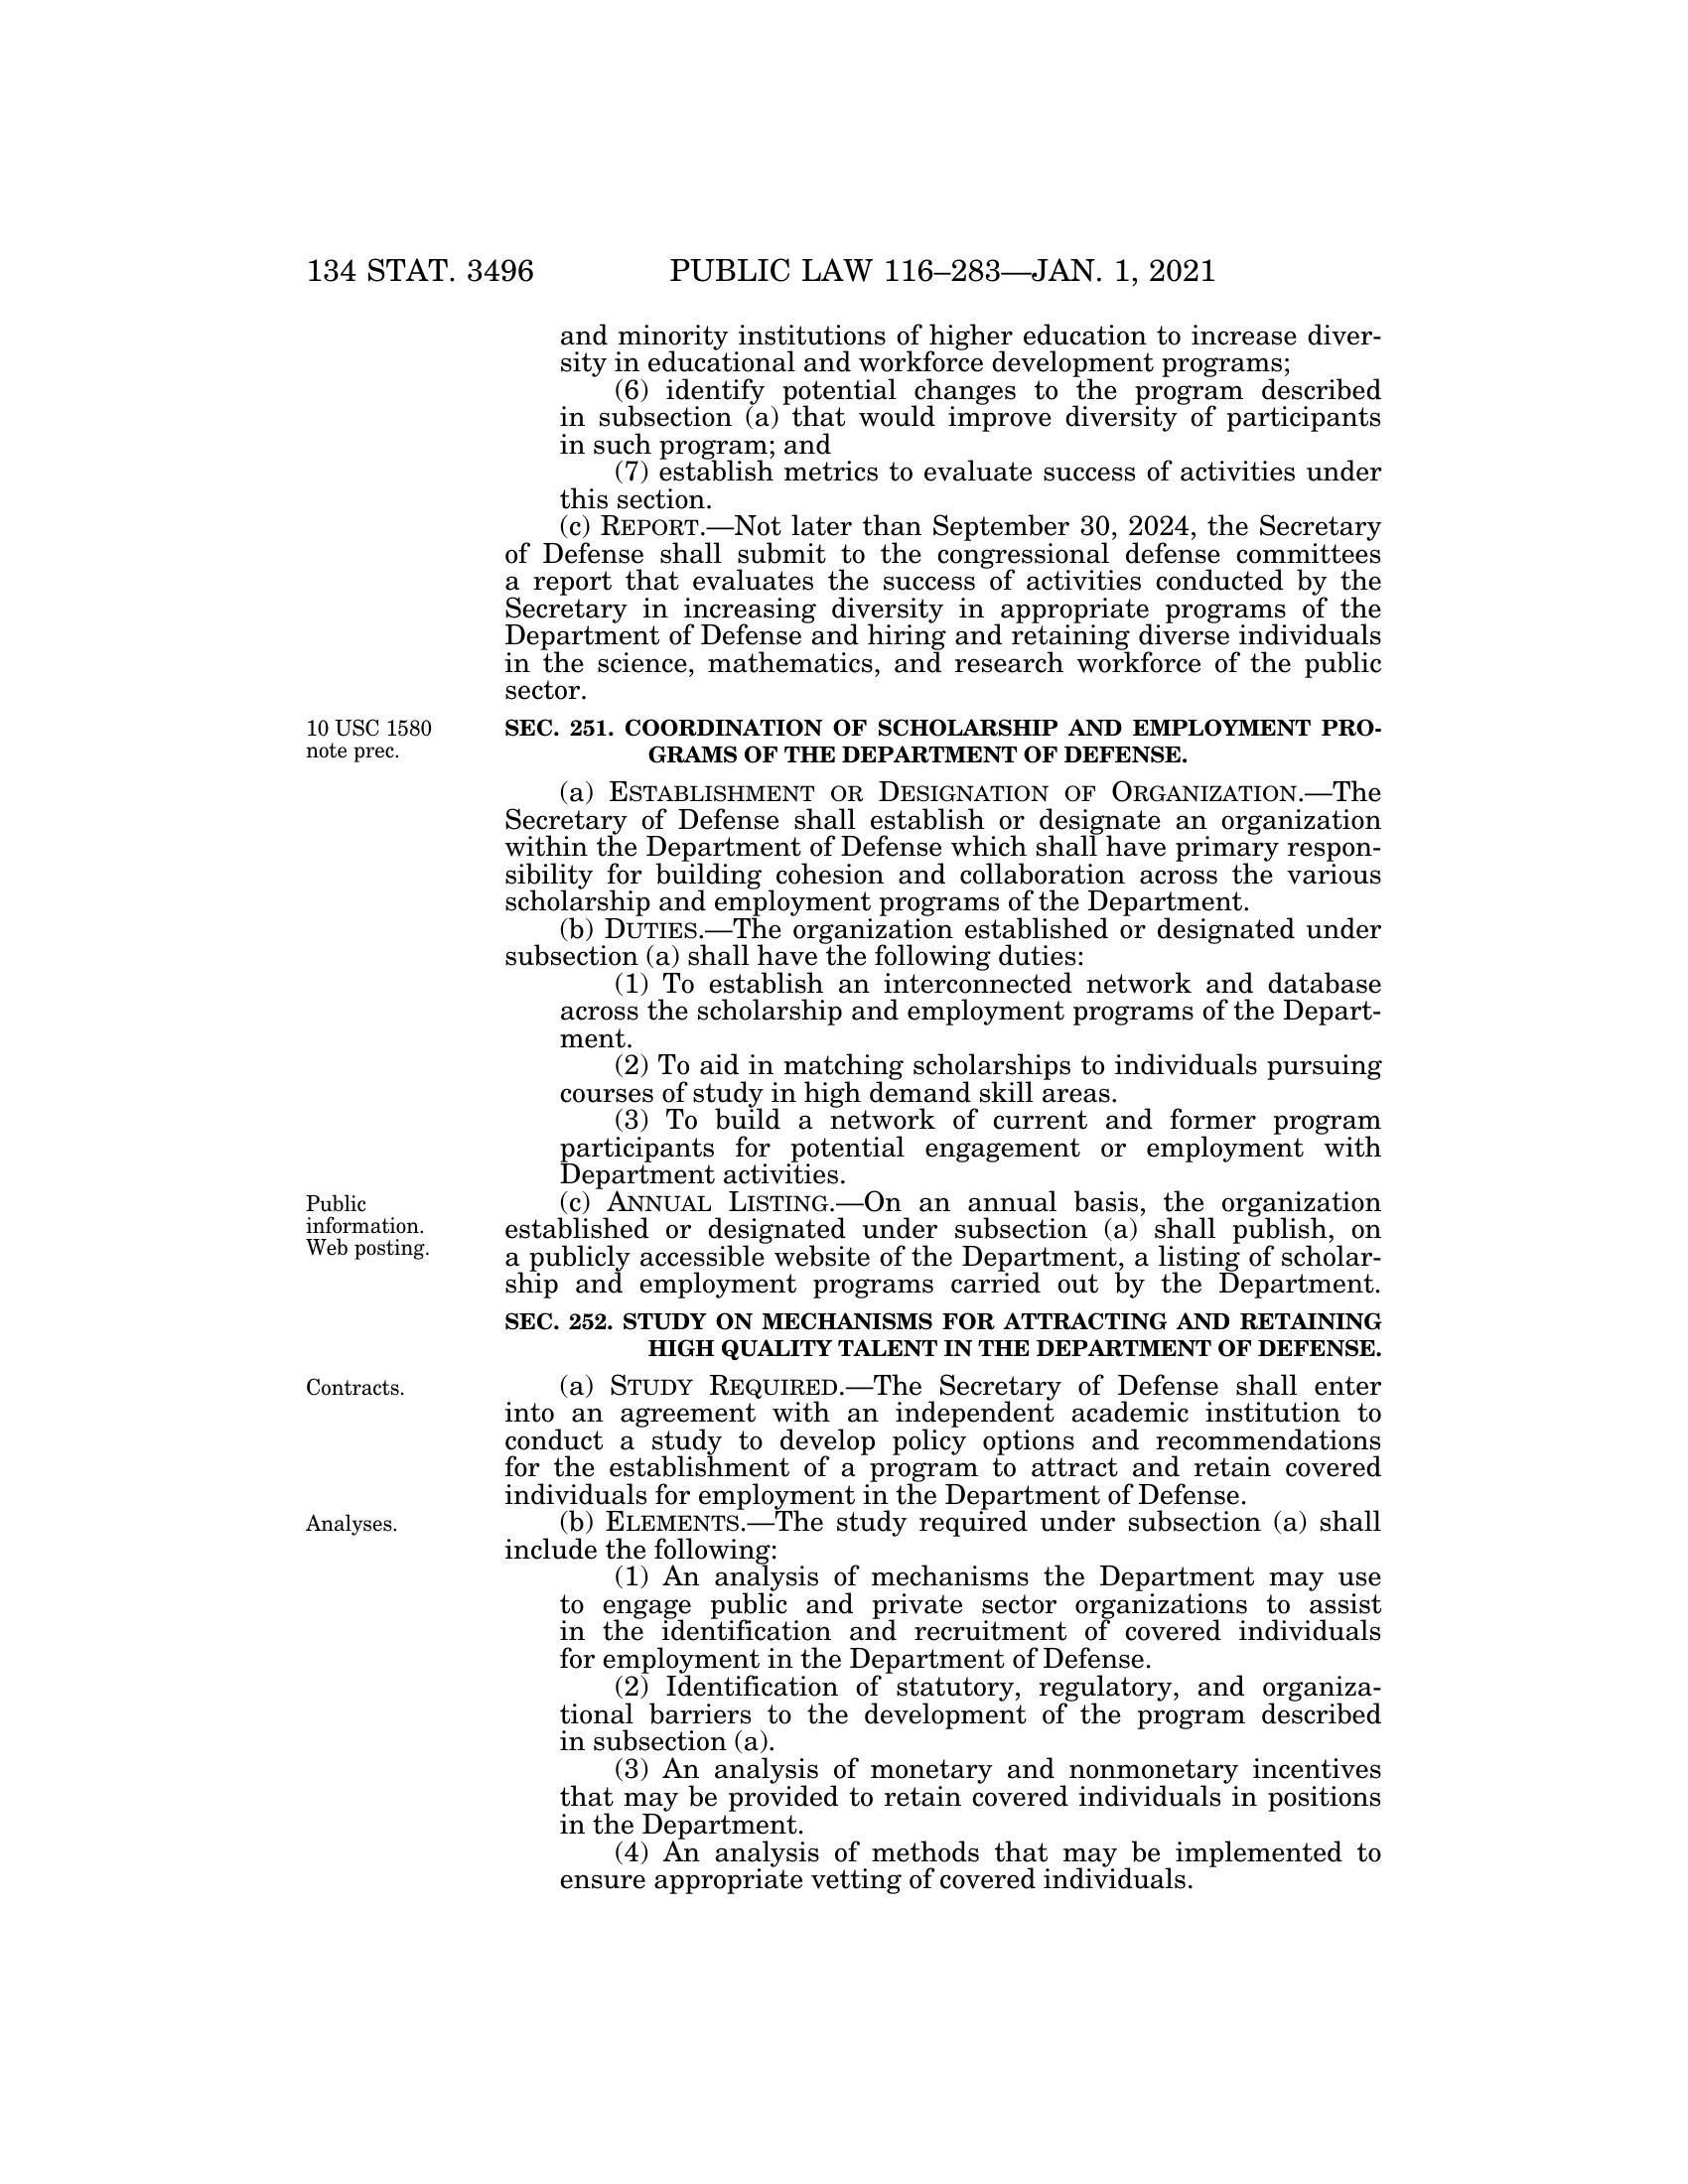 134 STAT. 3496
PUBLIC LAW 116–283—JAN. 1, 2021
and minority institutions of higher education to increase diver-
sity in educational and workforce development programs;
(6) identify potential changes to the program described
in subsection (a) that would improve diversity of participants
in such program; and
(7) establish metrics to evaluate success of activities under
this section.
(c) REPORT.—Not later than September 30, 2024, the Secretary
of Defense shall submit to the congressional defense committees
a report that evaluates the success of activities conducted by the
Secretary in increasing diversity in appropriate programs of the
Department of Defense and hiring and retaining diverse individuals
in the science, mathematics, and research workforce of the public
sector.
10 USC 1580
note prec.
SEC. 251. COORDINATION OF SCHOLARSHIP AND EMPLOYMENT PRO-
GRAMS OF THE DEPARTMENT OF DEFENSE.
(a) ESTABLISHMENT OR DESIGNATION OF ORGANIZATION.—The
Secretary of Defense shall establish or designate an organization
within the Department of Defense which shall have primary respon-
sibility for building cohesion and collaboration across the various
scholarship and employment programs of the Department.
(b) DUTIES.—The organization established or designated under
subsection (a) shall have the following duties:
(1) To establish an interconnected network and database
across the scholarship and employment programs of the Depart-
ment.
(2) To aid in matching scholarships to individuals pursuing
courses of study in high demand skill areas.
(3) To build a network of current and former program
participants for potential engagement or employment with
Department activities.
Public
information.
Web posting.
(c) ANNUAL LISTING.—On an annual basis, the organization
established or designated under subsection (a) shall publish, on
a publicly accessible website of the Department, a listing of scholar-
ship and employment programs carried out by the Department.
SEC. 252. STUDY ON MECHANISMS FOR ATTRACTING AND RETAINING
HIGH QUALITY TALENT IN THE DEPARTMENT OF DEFENSE.
Contracts.
(a) STUDY REQUIRED.—The Secretary of Defense shall enter
into an agreement with an independent academic institution to
conduct a study to develop policy options and recommendations
for the establishment of a program to attract and retain covered
individuals for employment in the Department of Defense.
Analyses.
(b) ELEMENTS.—The study required under subsection (a) shall
include the following:
(1) An analysis of mechanisms the Department may use
to engage public and private sector organizations to assist
in the identification and recruitment of covered individuals
for employment in the Department of Defense.
(2) Identification of statutory, regulatory, and organiza-
tional barriers to the development of the program described
in subsection (a).
(3) An analysis of monetary and nonmonetary incentives
that may be provided to retain covered individuals in positions
in the Department.
(4) An analysis of methods that may be implemented to
ensure appropriate vetting of covered individuals.